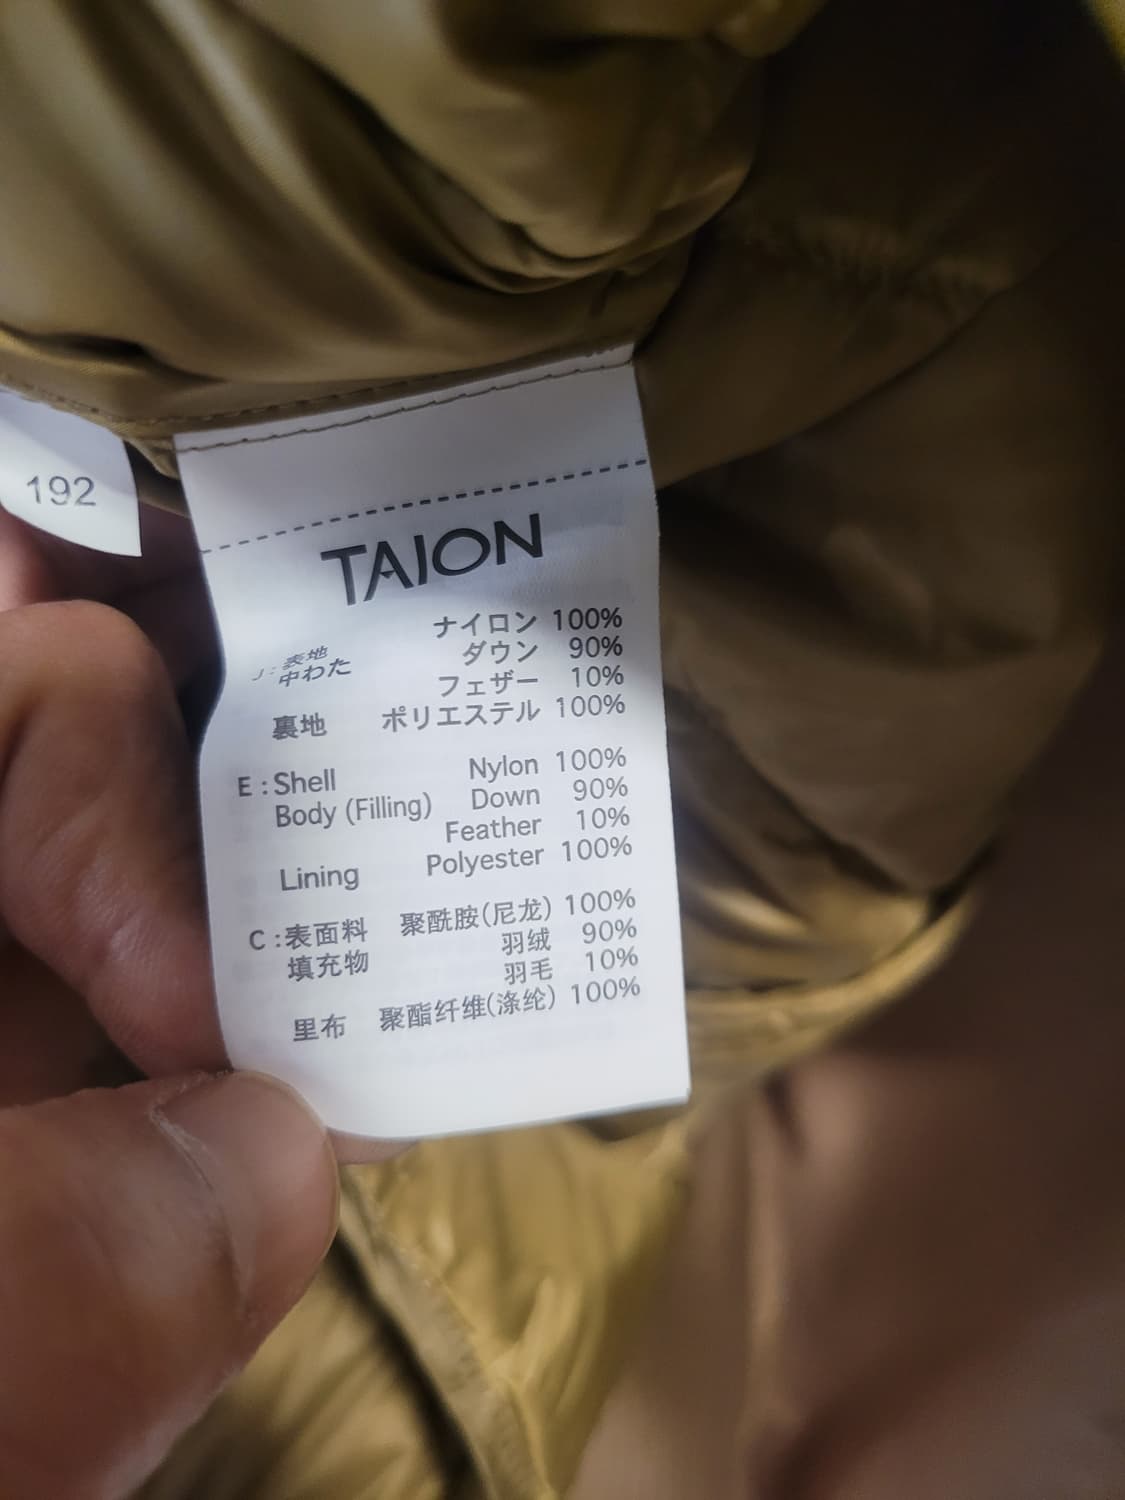 192
TAION
J : 表地 ナイロン 100%
中わた ダウン 90%
フェザー 10%
裏地 ポリエステル 100%
E : Shell Nylon 100%
Body (Filling) Down 90%
Feather 10%
Lining Polyester 100%
C : 表面料 聚酰胺(尼龙) 100%
填充物 羽绒 90%
羽毛 10%
里布 聚酯纤维(涤纶) 100%